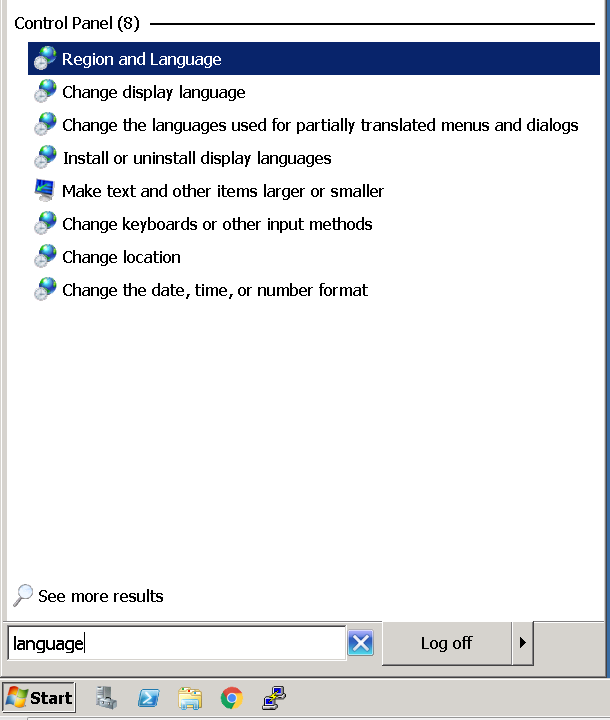 Control Panel (8)
Region and Language
Change display language
Change the languages used for partially translated menus and dialogs
Install or uninstall display languages
Make text and other items larger or smaller
Change keyboards or other input methods
Change location
Change the date, time, or number format
See more results
language
Log off
Start